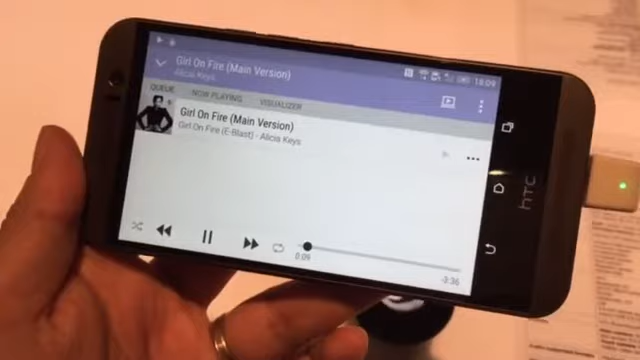 18:09
Girl On Fire (Main Version)
Alicia Keys
QUEUE NOW PLAYING VISUALIZER
Girl On Fire (Main Version)
Girl On Fire (E-Blast) - Alicia Keys
0:09
-3:36
hTC